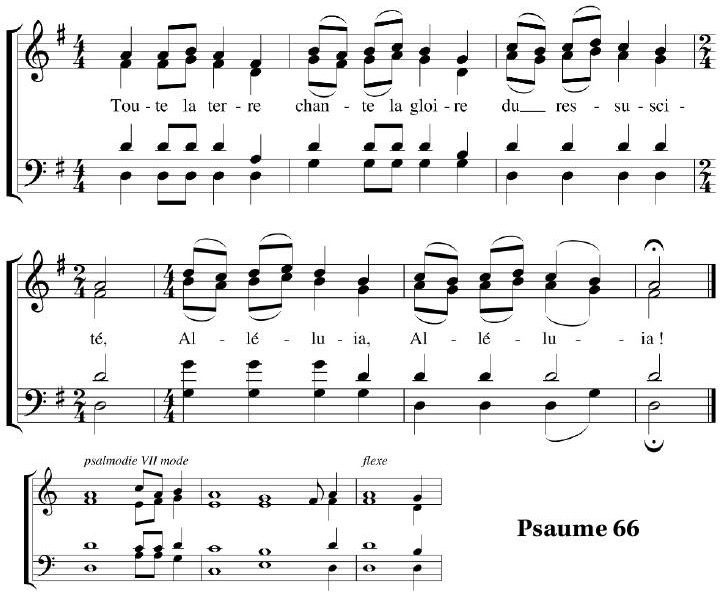 Tou - te la ter - re chan - te la gloi - re du res - su - sci -
té, Al - lé - lu - ia, Al - lé - lu - ia !
psalmodie VII mode flexe
Psaume 66